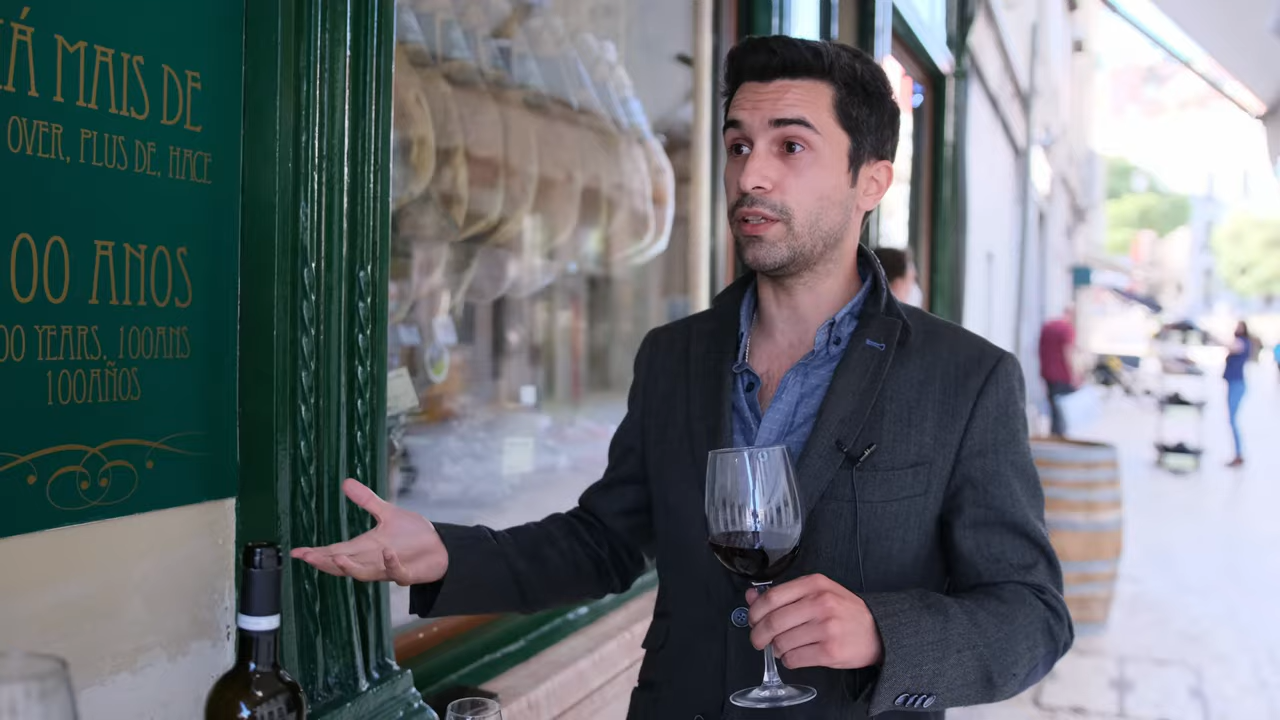 Á MAIS DE
OVER, PLUS DE, HACE
00 ANOS
00 YEARS, 100ANS
100AÑOS